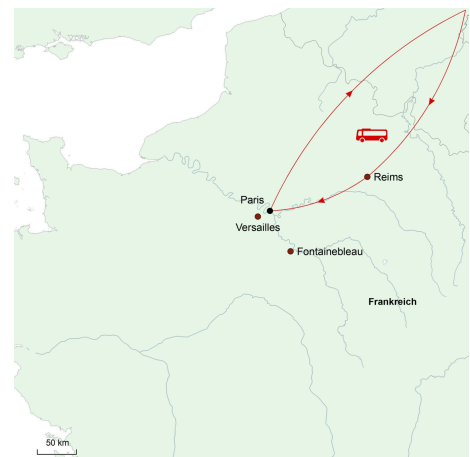 Reims
Paris
Versailles
Fontainebleau
Frankreich
50 km